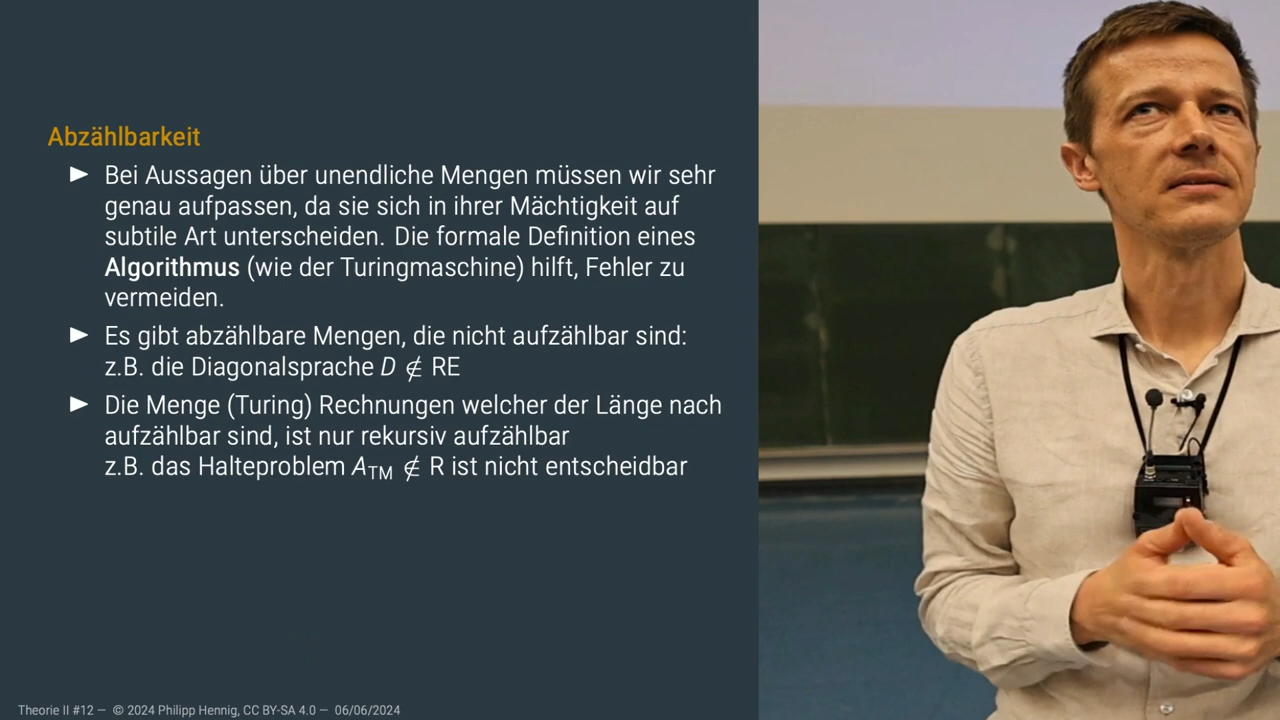 Abzählbarkeit
► Bei Aussagen über unendliche Mengen müssen wir sehr
genau aufpassen, da sie sich in ihrer Mächtigkeit auf
subtile Art unterscheiden. Die formale Definition eines
Algorithmus (wie der Turingmaschine) hilft, Fehler zu
vermeiden.
► Es gibt abzählbare Mengen, die nicht aufzählbar sind:
z.B. die Diagonalsprache D ∉ RE
► Die Menge (Turing) Rechnungen welcher der Länge nach
aufzählbar sind, ist nur rekursiv aufzählbar
z.B. das Halteproblem A_TM ∉ R ist nicht entscheidbar
Theorie II #12 — © 2024 Philipp Hennig, CC BY-SA 4.0 — 06/06/2024